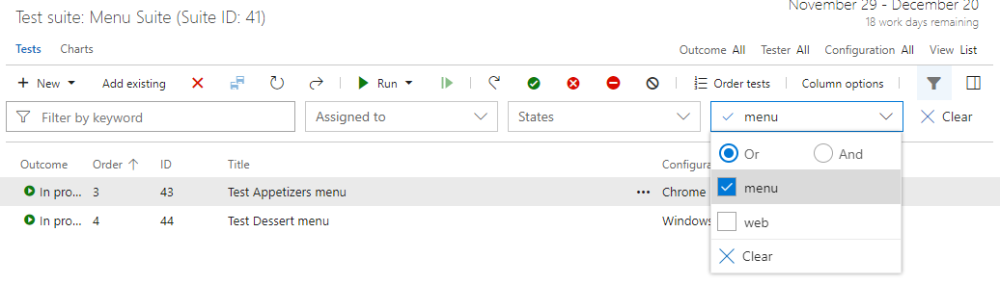 November 29 - December 20
Test suite: Menu Suite (Suite ID: 41)
18 work days remaining
Tests Charts Outcome All Tester All Configuration All View List
New Add existing Run Order tests Column options
Filter by keyword Assigned to States menu Clear
Or And
Outcome Order ID Title Configura
menu
In pro... 3 43 Test Appetizers menu ... Chrome
In pro... 4 44 Test Dessert menu Windows
web
Clear